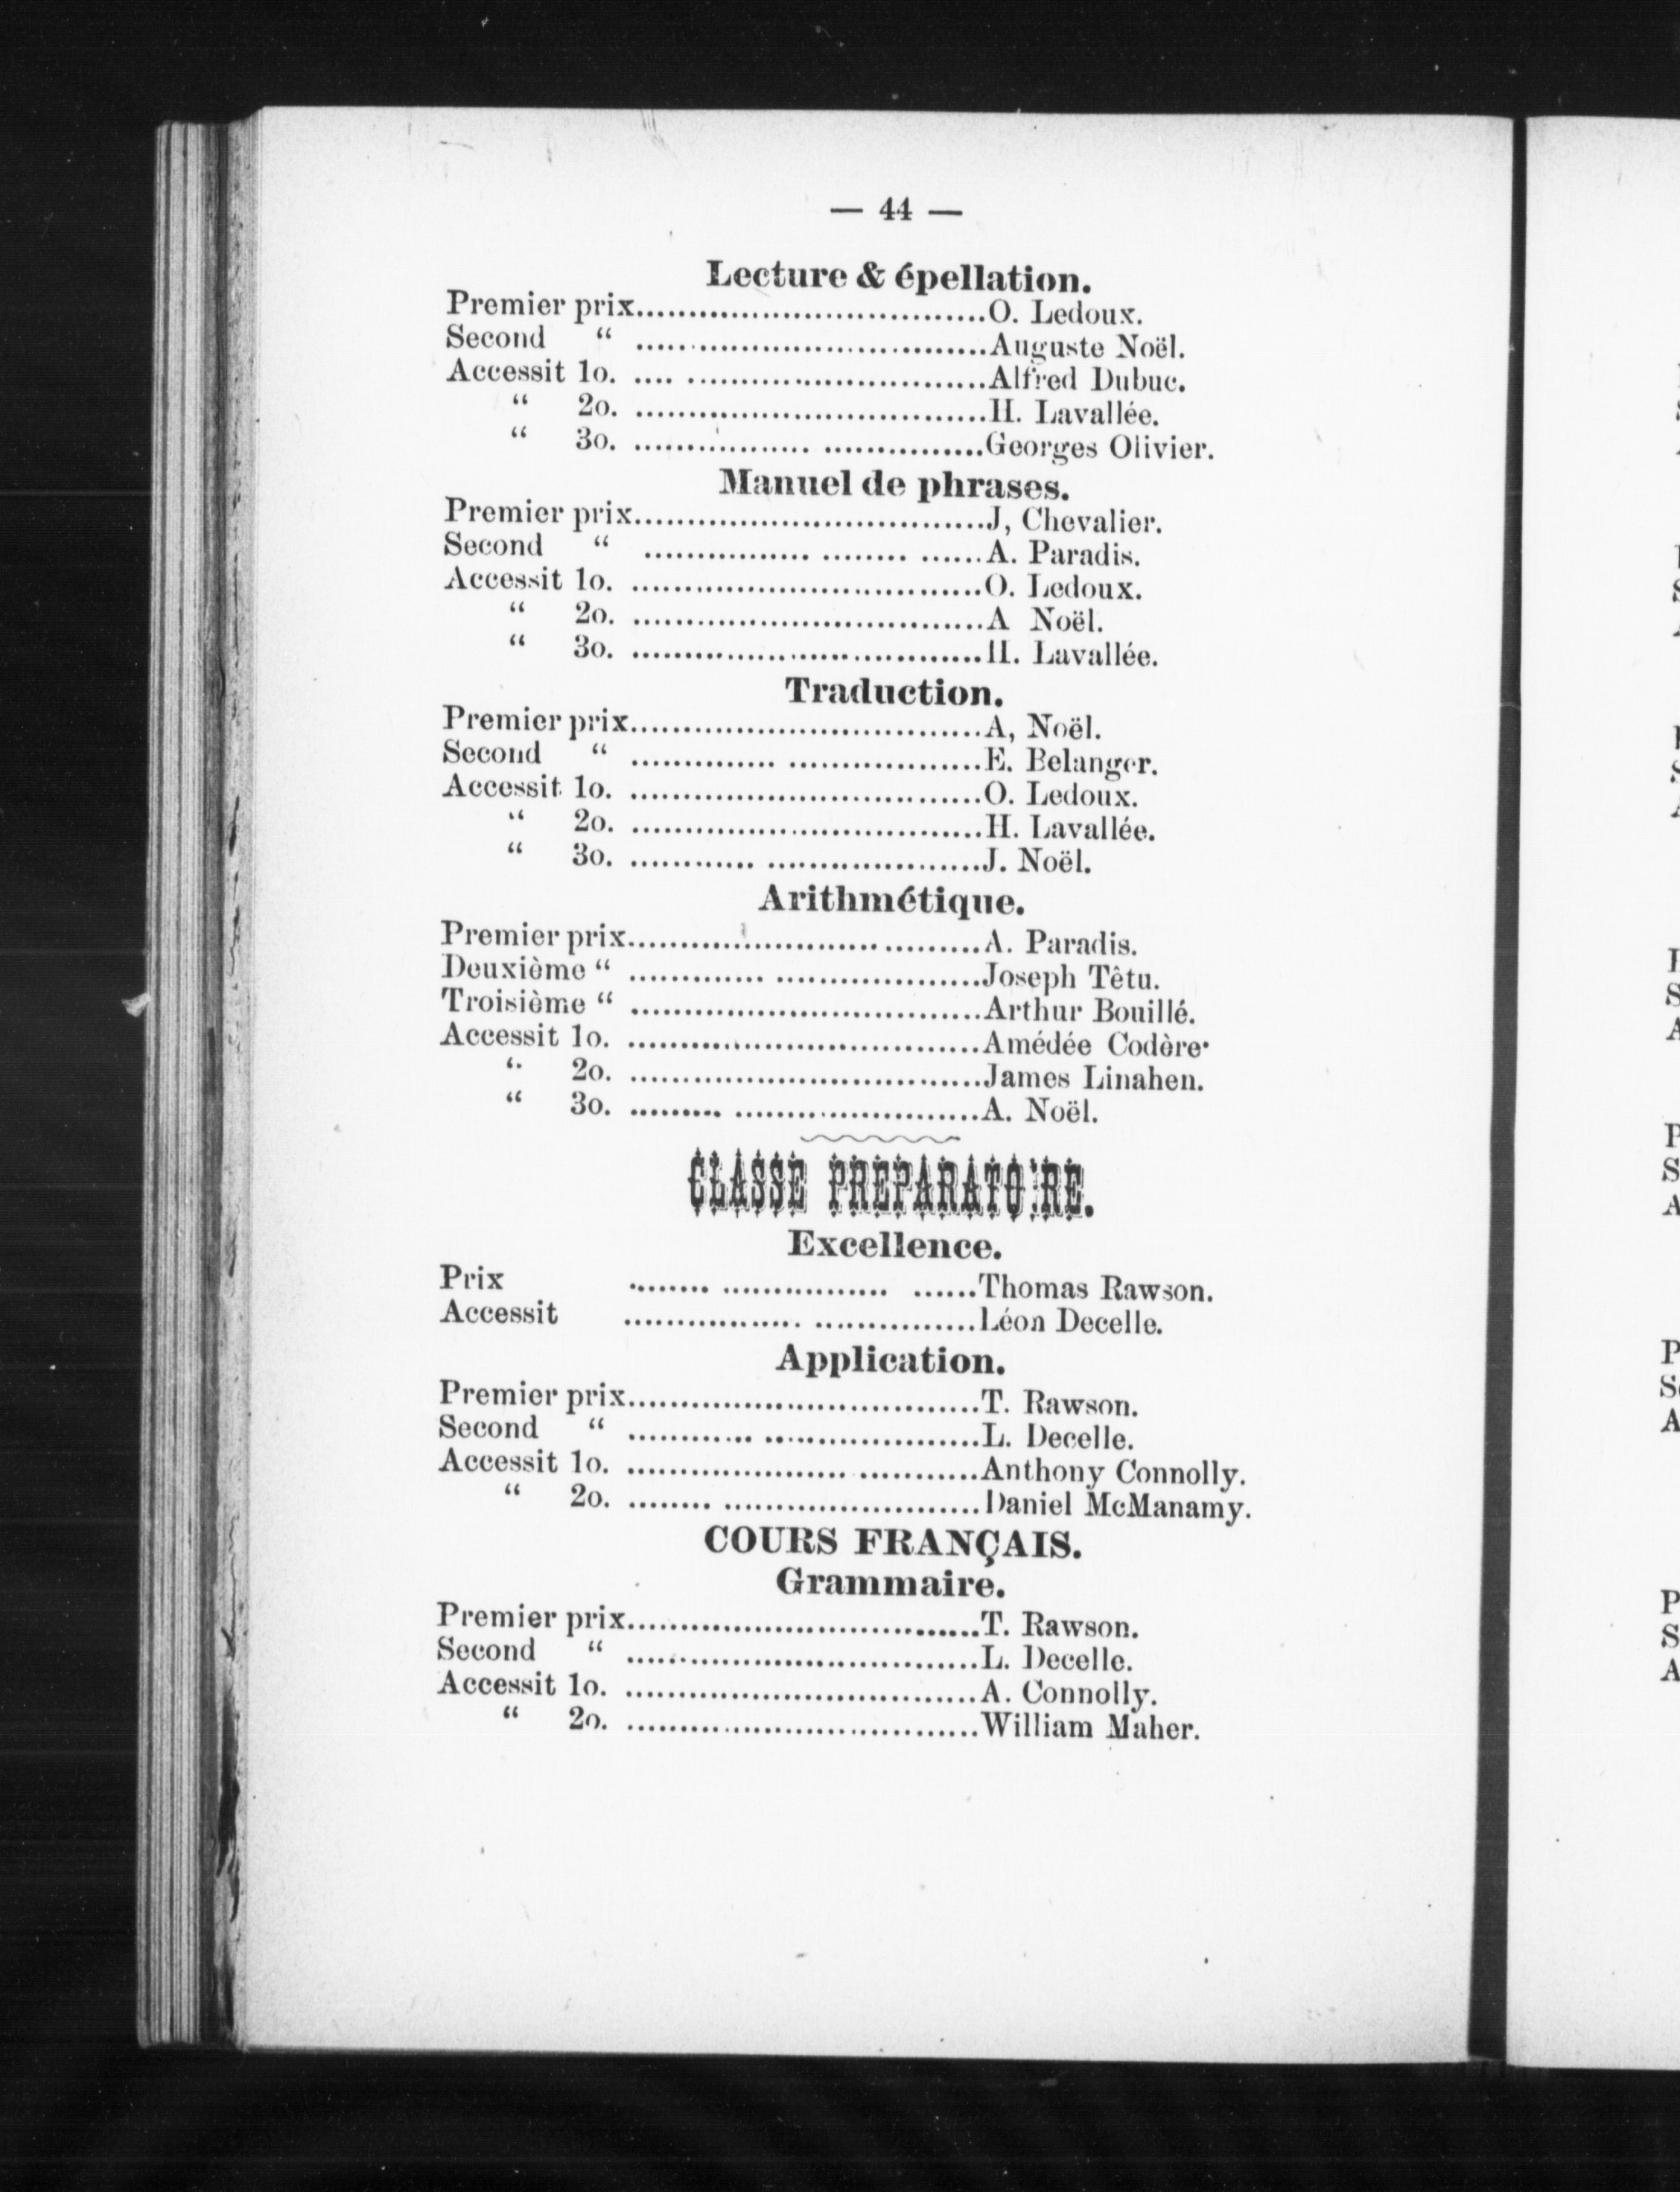 — 44 —
Lecture & épellation.
Premier prix.................................O. Ledoux.
Second “ .................................Auguste Noël.
Accessit 1o. .... ............................Alfred Dubuc.
“ 2o. .................................H. Lavallée.
“ 3o. ................. ...............Georges Olivier.
Manuel de phrases.
Premier prix.................................J, Chevalier.
Second “ ................ ........ ......A. Paradis.
Accessit 1o. .................................O. Ledoux.
“ 2o. .................................A Noël.
“ 3o. .................................H. Lavallée.
Traduction.
Premier prix.................................A, Noël.
Second “ .............. ..................E. Belanger.
Accessit 1o. .................................O. Ledoux.
“ 2o. .................................H. Lavallée.
“ 3o. ............ ....................J. Noël.
Arithmétique.
Premier prix.................................A. Paradis.
Deuxième “ ............. ...................Joseph Têtu.
Troisième “ .................................Arthur Bouillé.
Accessit 1o. .................................Amédée Codère·
“ 2o. .................................James Linahen.
“ 3o. ......... .......................A. Noël.
CLASSE PREPARATOIRE.
Excellence.
Prix ........ ................ ......Thomas Rawson.
Accessit ................. ...............Léon Decelle.
Application.
Premier prix.................................T. Rawson.
Second “ ............ ....................L. Decelle.
Accessit 1o. ..................... ...........Anthony Connolly.
“ 2o. ........ ........................Daniel McManamy.
COURS FRANÇAIS.
Grammaire.
Premier prix.................................T. Rawson.
Second “ .................................L. Decelle.
Accessit 1o. .................................A. Connolly.
“ 2o. .................................William Maher.